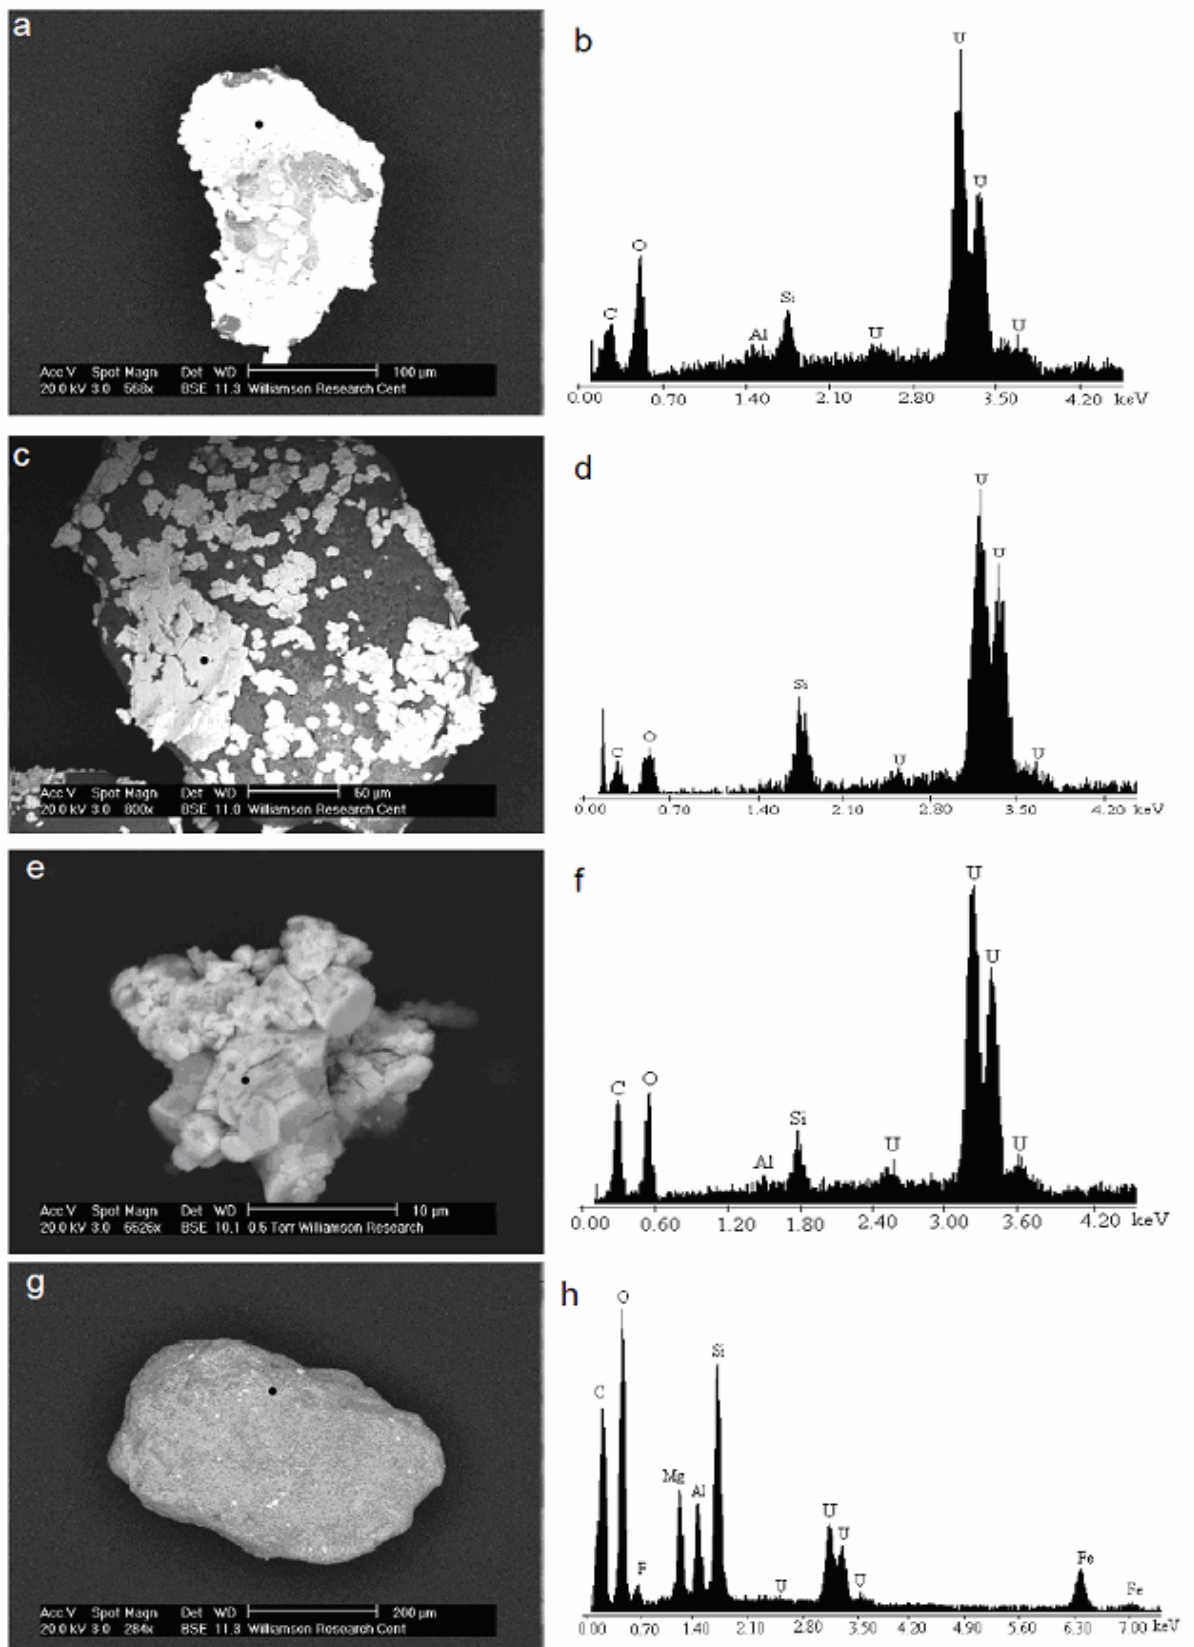 a
Acc.V Spot Magn Det WD 100 µm
20.0 kV 3.0 568x BSE 11.3 Williamson Research Cent
b
U
U
O
C
Al
Si
U
U
0.00 0.70 1.40 2.10 2.80 3.50 4.20 keV
c
Acc.V Spot Magn Det WD 50 µm
20.0 kV 3.0 800x BSE 11.0 Williamson Research Cent
d
U
U
Si
C
O
U
U
0.00 0.70 1.40 2.10 2.80 3.50 4.20 keV
e
Acc.V Spot Magn Det WD 10 µm
20.0 kV 3.0 6526x BSE 10.1 0.5 Torr Williamson Research
f
U
U
C
O
Si
Al
U
U
0.00 0.60 1.20 1.80 2.40 3.00 3.60 4.20 keV
g
Acc.V Spot Magn Det WD 200 µm
20.0 kV 3.0 284x BSE 11.3 Williamson Research Cent
h
O
Si
C
Mg
Al
U
U
F
U
U
Fe
Fe
0.00 0.70 1.40 2.10 2.80 3.50 4.20 4.90 5.60 6.30 7.00 keV